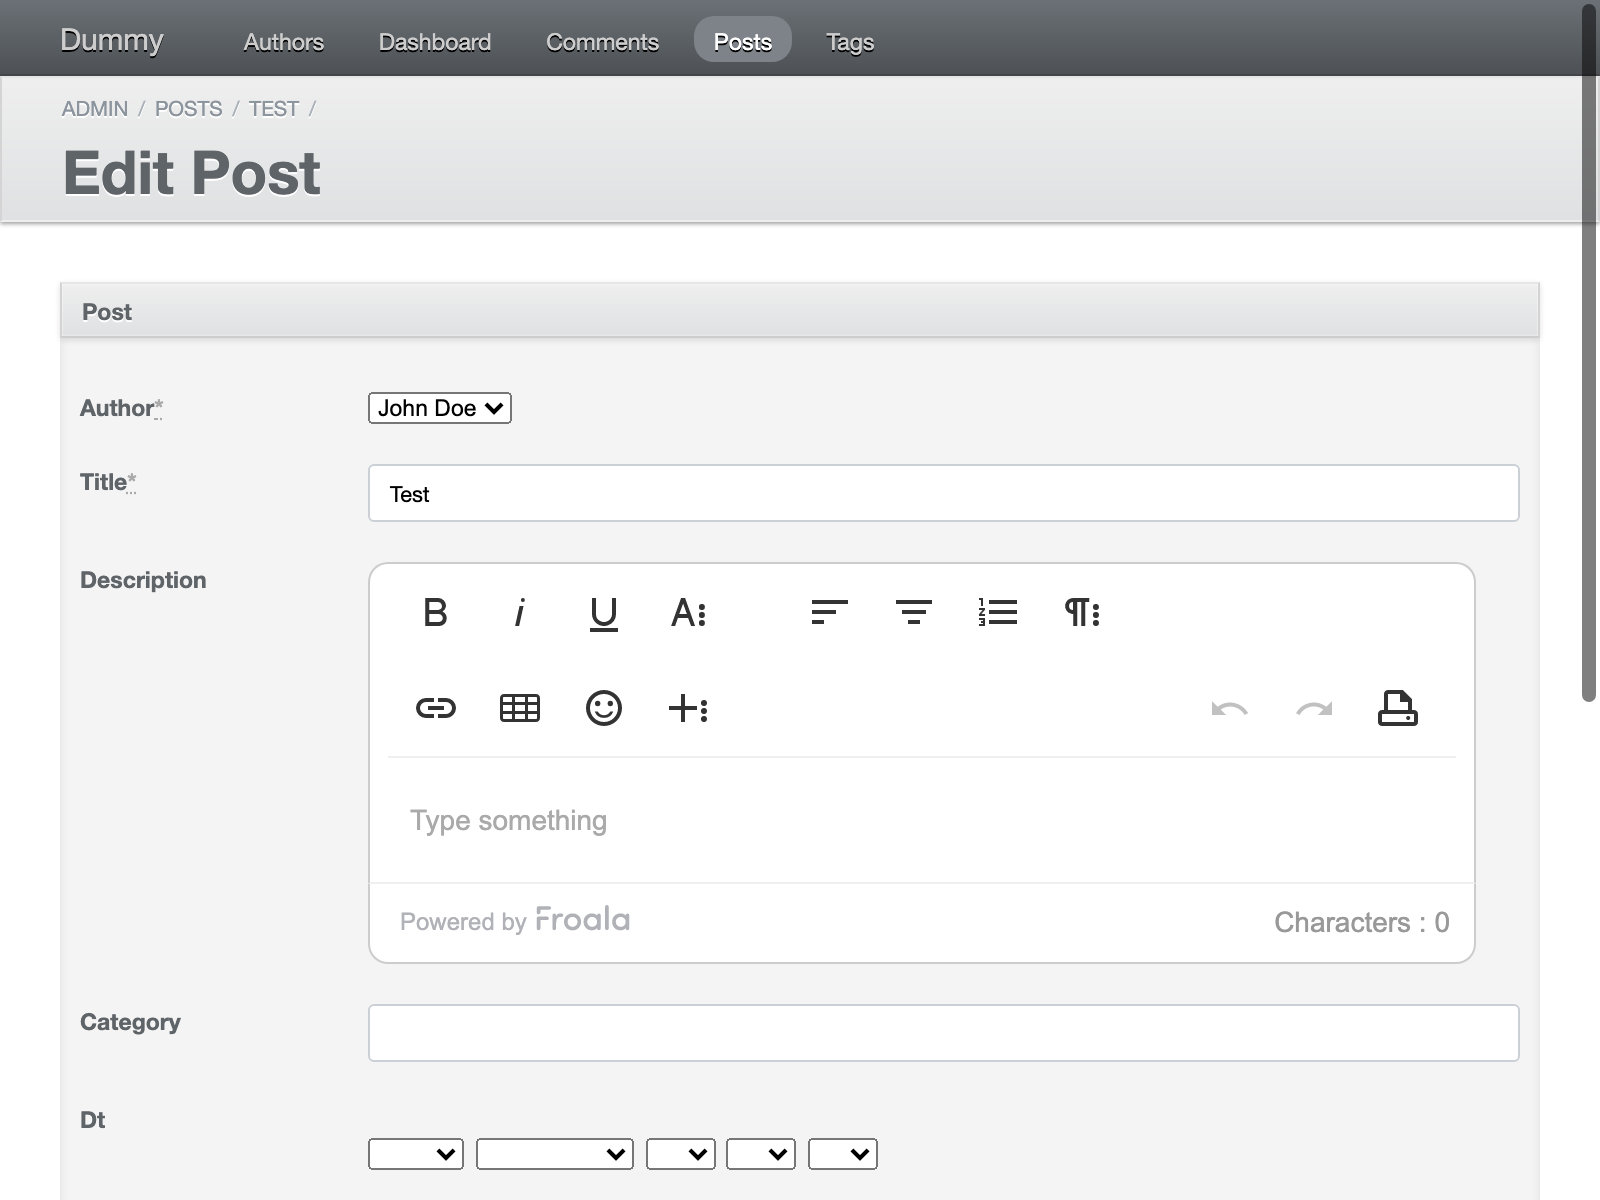 Dummy Authors Dashboard Comments Posts Tags
ADMIN / POSTS / TEST /
Edit Post
Post
Author* John Doe
Title* Test
Description
Type something
Powered by Froala Characters : 0
Category
Dt